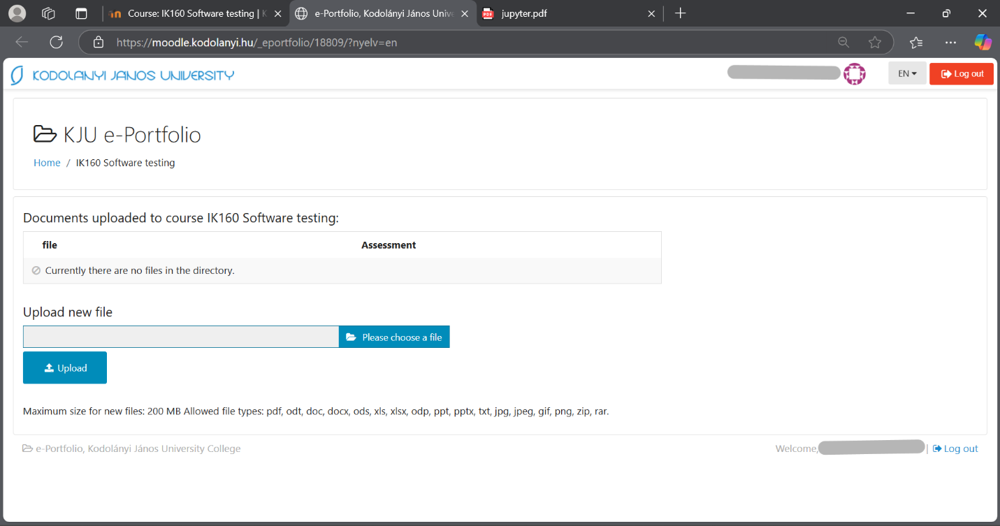 Course: IK160 Software testing | K
e-Portfolio, Kodolányi János Unive
PDF jupyter.pdf
https://moodle.kodolanyi.hu/_eportfolio/18809/?nyelv=en
KODOLÁNYI JÁNOS UNIVERSITY
EN
Log out
KJU e-Portfolio
Home / IK160 Software testing
Documents uploaded to course IK160 Software testing:
file Assessment
Currently there are no files in the directory.
Upload new file
Please choose a file
Upload
Maximum size for new files: 200 MB Allowed file types: pdf, odt, doc, docx, ods, xls, xlsx, odp, ppt, pptx, txt, jpg, jpeg, gif, png, zip, rar.
e-Portfolio, Kodolányi János University College
Welcome, | Log out